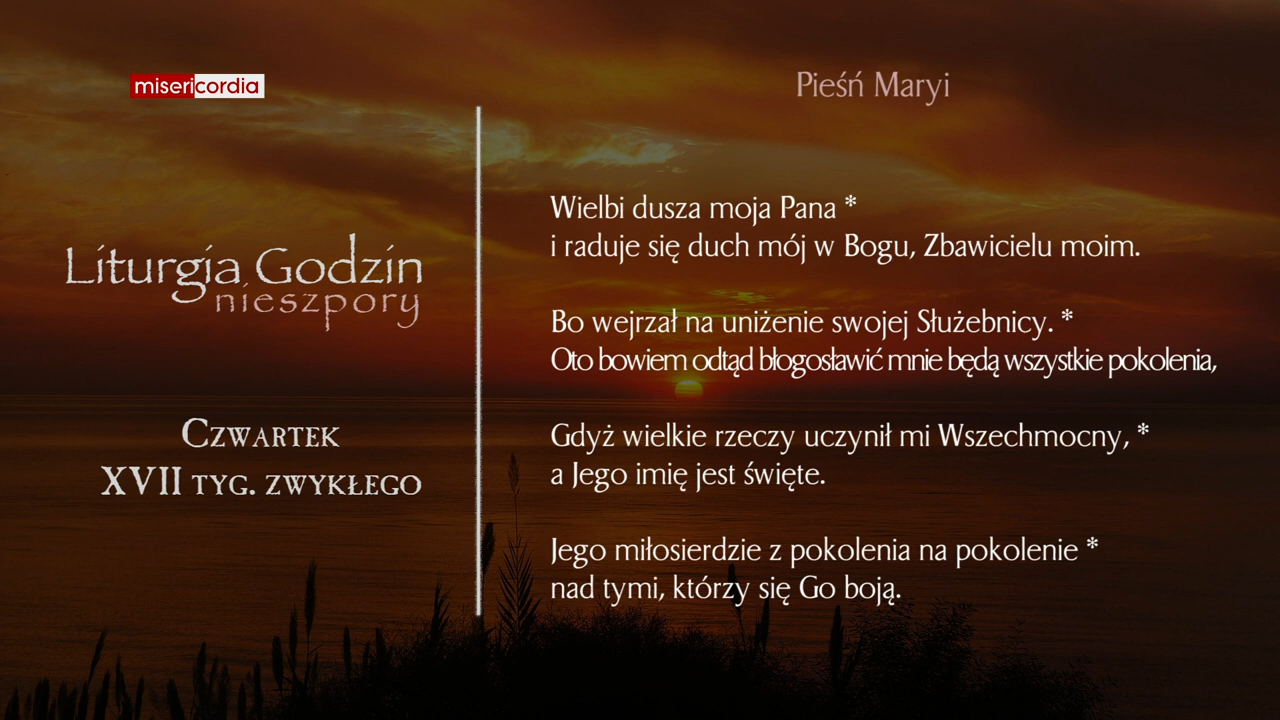 misericordia
Liturgia Godzin
nieszpory
Czwartek
XVII tyg. zwykłego
Pieśń Maryi
Wielbi dusza moja Pana *
i raduje się duch mój w Bogu, Zbawicielu moim.
Bo wejrzał na uniżenie swojej Służebnicy. *
Oto bowiem odtąd błogosławić mnie będą wszystkie pokolenia,
Gdyż wielkie rzeczy uczynił mi Wszechmocny, *
a Jego imię jest święte.
Jego miłosierdzie z pokolenia na pokolenie *
nad tymi, którzy się Go boją.